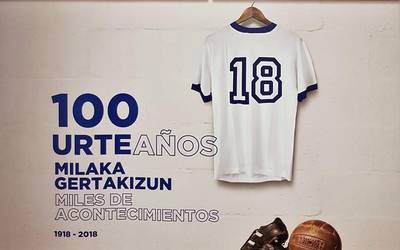 18
100
URTEAÑOS
MILAKA
GERTAKIZUN
MILES DE
ACONTECIMIENTOS
1918 - 2018